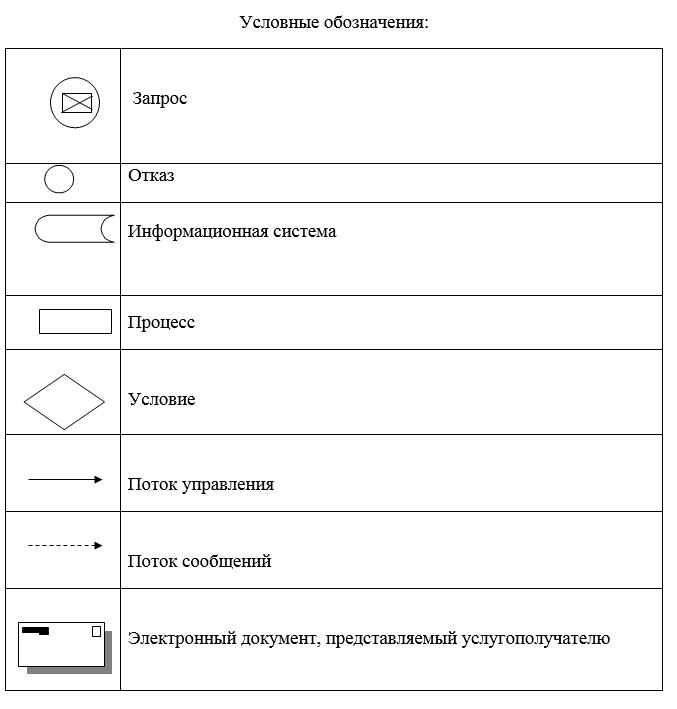 Условные обозначения:
Запрос
Отказ
Информационная система
Процесс
Условие
Поток управления
Поток сообщений
Электронный документ, представляемый услугополучателю